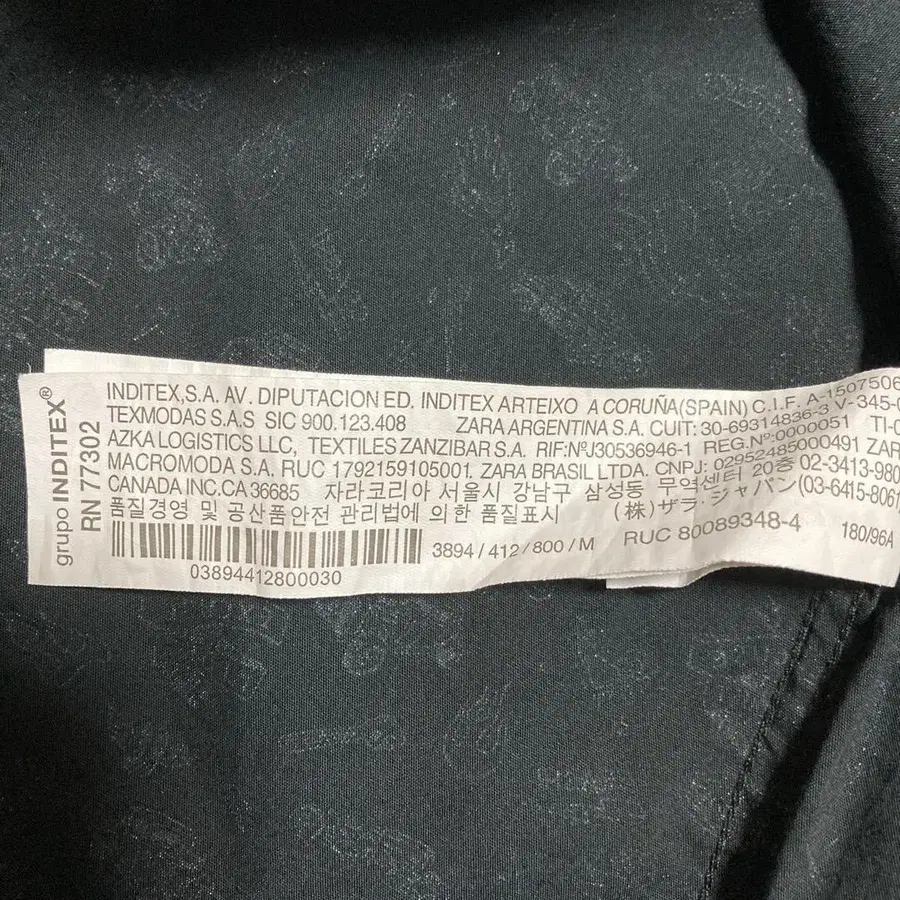 grupo INDITEX®
RN 77302
INDITEX,S.A. AV. DIPUTACION ED. INDITEX ARTEIXO A CORUÑA(SPAIN) C.I.F. A-1507506
TEXMODAS S.A.S SIC 900.123.408 ZARA ARGENTINA S.A. CUIT: 30-69314836-3 V-345-0
AZKA LOGISTICS LLC, TEXTILES ZANZIBAR S.A. RIF:NºJ30536946-1 REG.Nº:0000051 TI-0
MACROMODA S.A. RUC 1792159105001 ZARA BRASIL LTDA. CNPJ: 02952485000491 ZAR
CANADA INC.CA 36685 자라코리아 서울시 강남구 삼성동 무역센터 20층 02-3413-980
품질경영 및 공산품안전 관리법에 의한 품질표시 (株)ザラ・ジャパン(03-6415-8061
3894/412/800/M RUC 80089348-4 180/96A
03894412800030